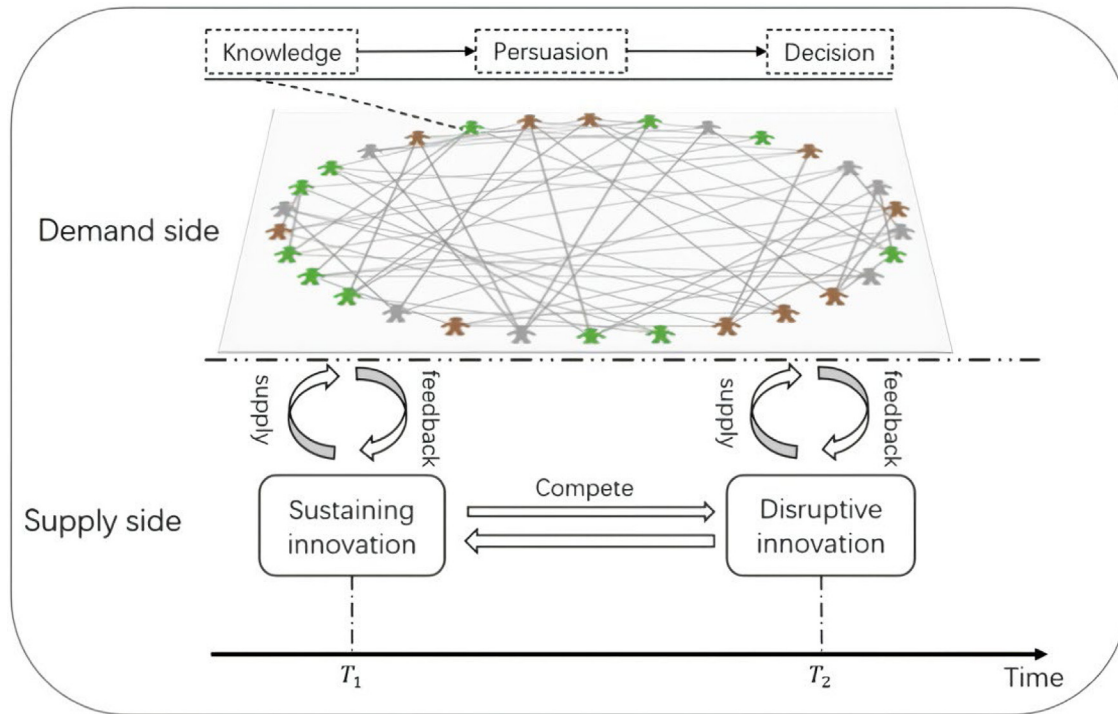 Knowledge
Persuasion
Decision
Demand side
supply
feedback
supply
feedback
Supply side
Sustaining
innovation
Compete
Disruptive
innovation
T₁
T₂
Time